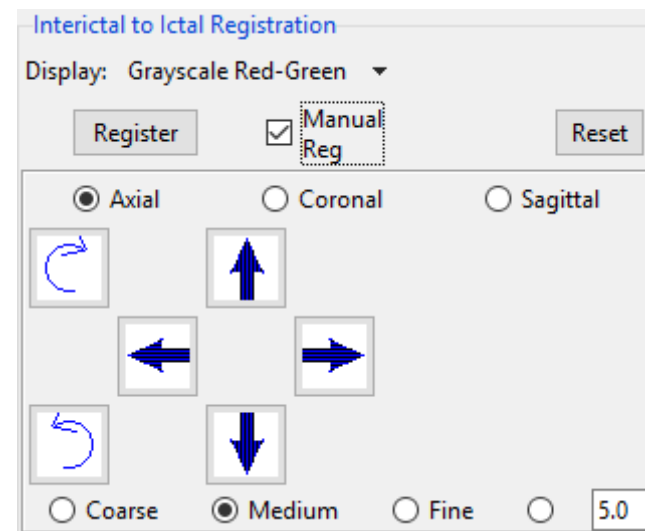 Interictal to Ictal Registration
Display: Grayscale Red-Green
Register Manual Reg Reset
Axial Coronal Sagittal
Coarse Medium Fine 5.0